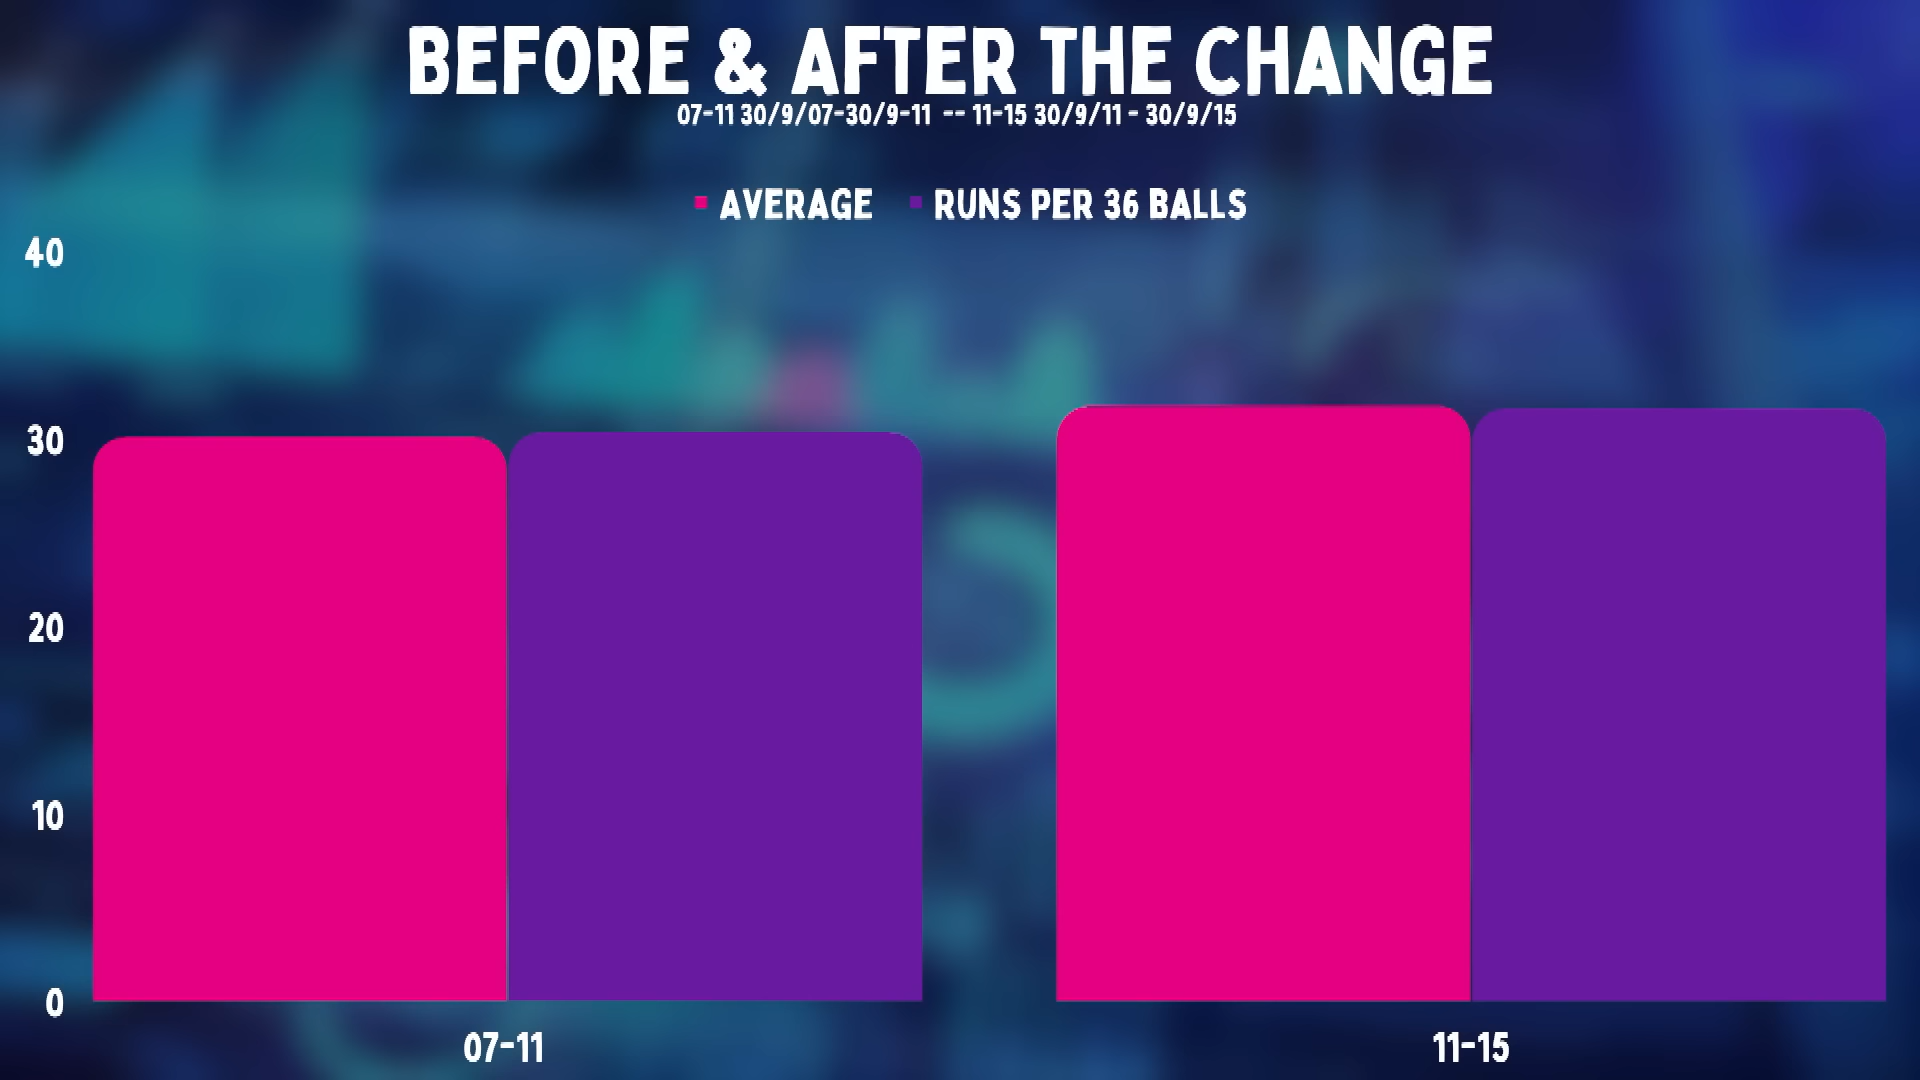 BEFORE & AFTER THE CHANGE
07-11 30/9/07-30/9-11 -- 11-15 30/9/11 - 30/9/15
AVERAGE RUNS PER 36 BALLS
40
30
20
10
0
07-11 11-15